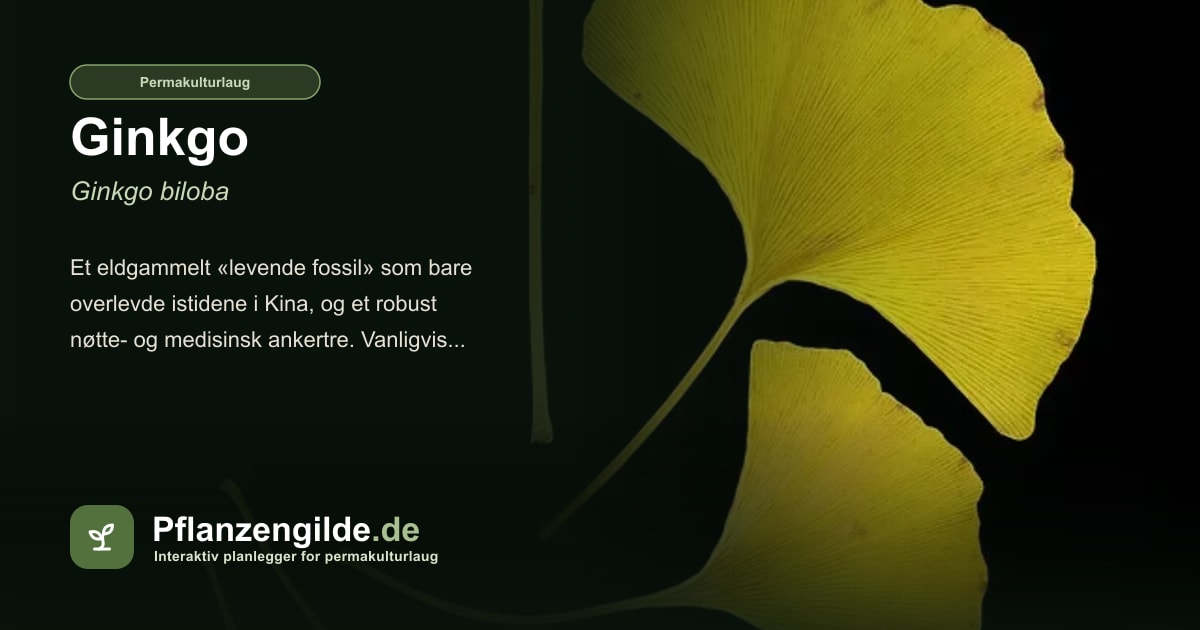 Permakulturlaug
Ginkgo
Ginkgo biloba
Et eldgammelt «levende fossil» som bare
overlevde istidene i Kina, og et robust
nøtte- og medisinsk ankertre. Vanligvis...
Pflanzengilde.de
Interaktiv planlegger for permakulturlaug